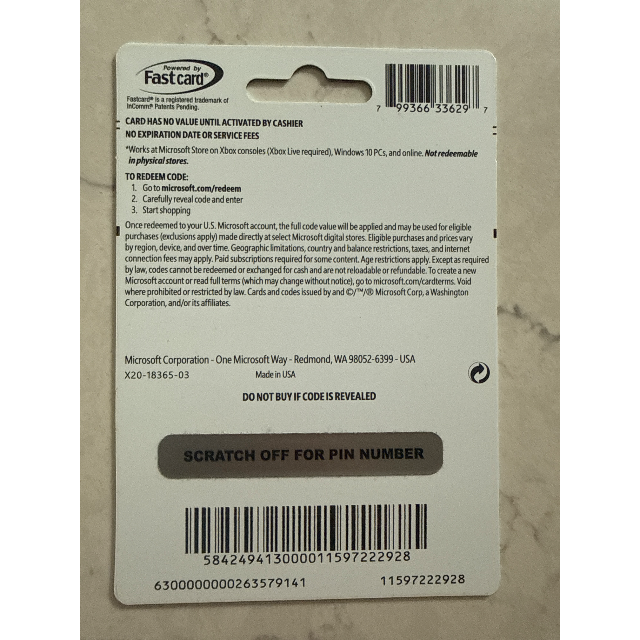 Powered by
Fastcard®
Fastcard® is a registered trademark of
InComm® Patents Pending.
7 99366 33629 7
CARD HAS NO VALUE UNTIL ACTIVATED BY CASHIER
NO EXPIRATION DATE OR SERVICE FEES
*Works at Microsoft Store on Xbox consoles (Xbox Live required), Windows 10 PCs, and online. Not redeemable
in physical stores.
TO REDEEM CODE:
1. Go to microsoft.com/redeem
2. Carefully reveal code and enter
3. Start shopping
Once redeemed to your U.S. Microsoft account, the full code value will be applied and may be used for eligible
purchases (exclusions apply) made directly at select Microsoft digital stores. Eligible purchases and prices vary
by region, device, and over time. Geographic limitations, country and balance restrictions, taxes, and internet
connection fees may apply. Paid subscriptions required for some content. Age restrictions apply. Except as required
by law, codes cannot be redeemed or exchanged for cash and are not reloadable or refundable. To create a new
Microsoft account or read full terms (which may change without notice), go to microsoft.com/cardterms. Void
where prohibited or restricted by law. Cards and codes issued by and ©/™/® Microsoft Corp, a Washington
Corporation, and/or its affiliates.
Microsoft Corporation - One Microsoft Way - Redmond, WA 98052-6399 - USA
X20-18365-03 Made in USA
DO NOT BUY IF CODE IS REVEALED
SCRATCH OFF FOR PIN NUMBER
584249413000011597222928
6300000000263579141 11597222928